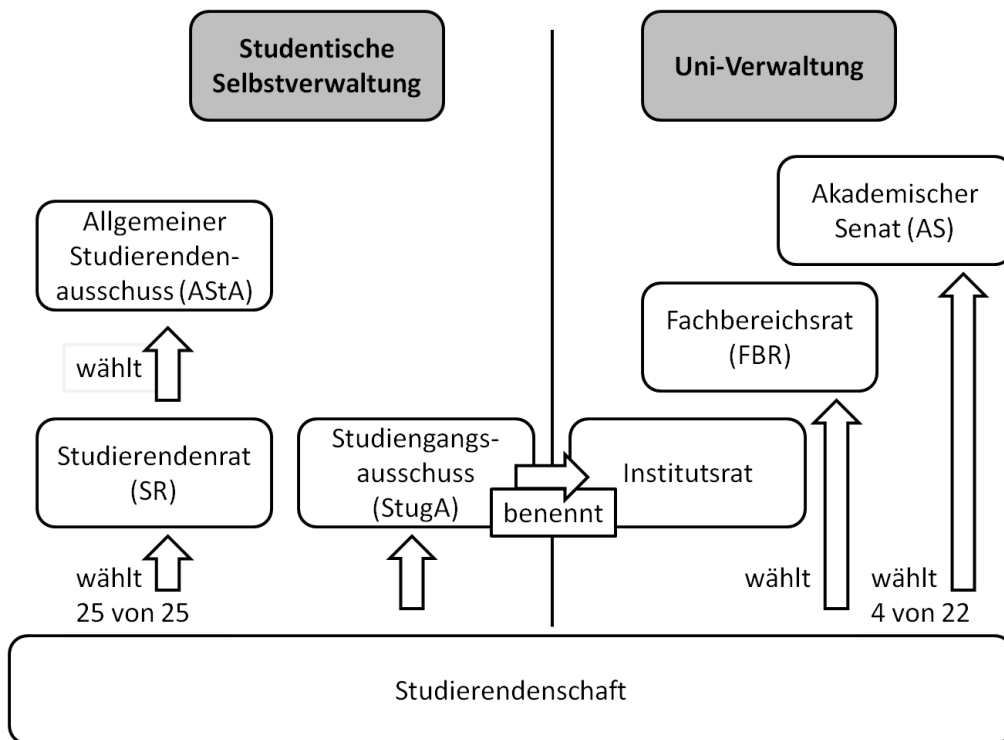 Studentische
Selbstverwaltung
Uni-Verwaltung
Akademischer
Senat (AS)
Allgemeiner
Studierenden-
ausschuss (AStA)
Fachbereichsrat
(FBR)
wählt
Studierendenrat
(SR)
Studiengangs-
ausschuss
(StugA)
benennt
Institutsrat
wählt
25 von 25
wählt
wählt
4 von 22
Studierendenschaft